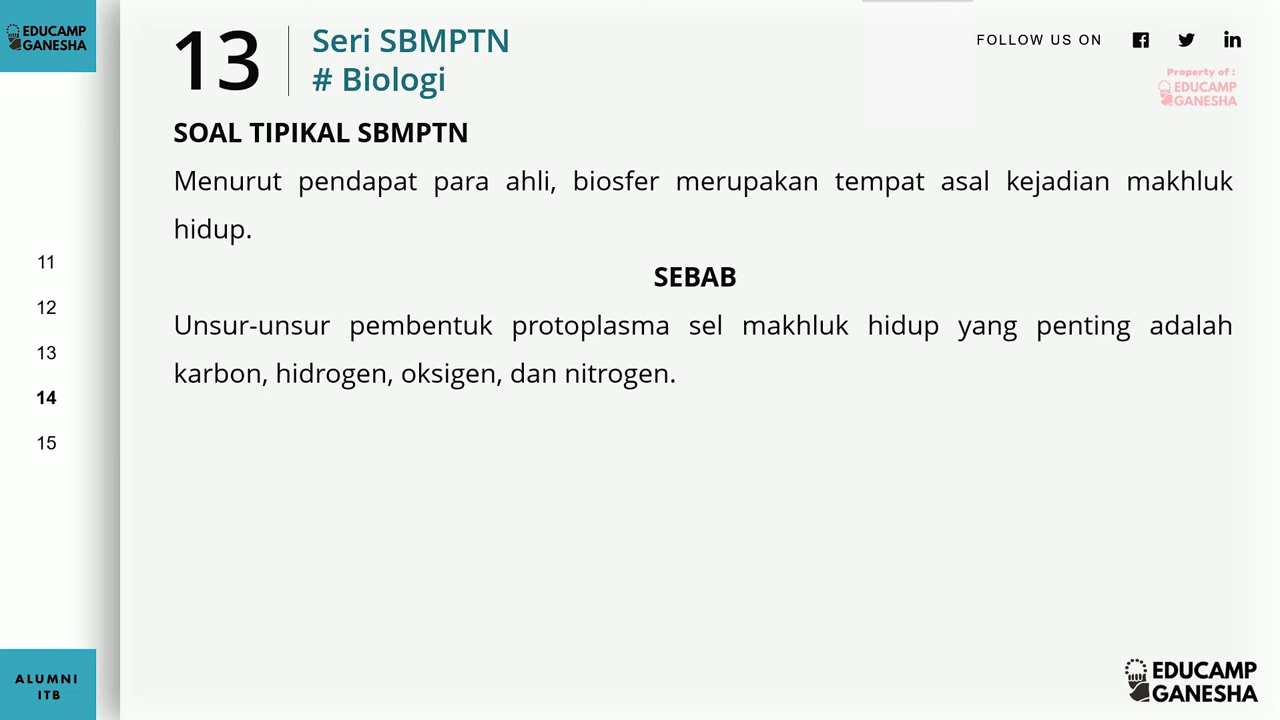 EDUCAMP
GANESHA
13
Seri SBMPTN
# Biologi
FOLLOW US ON
Property of :
EDUCAMP
GANESHA
SOAL TIPIKAL SBMPTN
Menurut pendapat para ahli, biosfer merupakan tempat asal kejadian makhluk
hidup.
SEBAB
Unsur-unsur pembentuk protoplasma sel makhluk hidup yang penting adalah
karbon, hidrogen, oksigen, dan nitrogen.
11
12
13
14
15
ALUMNI
ITB
EDUCAMP
GANESHA